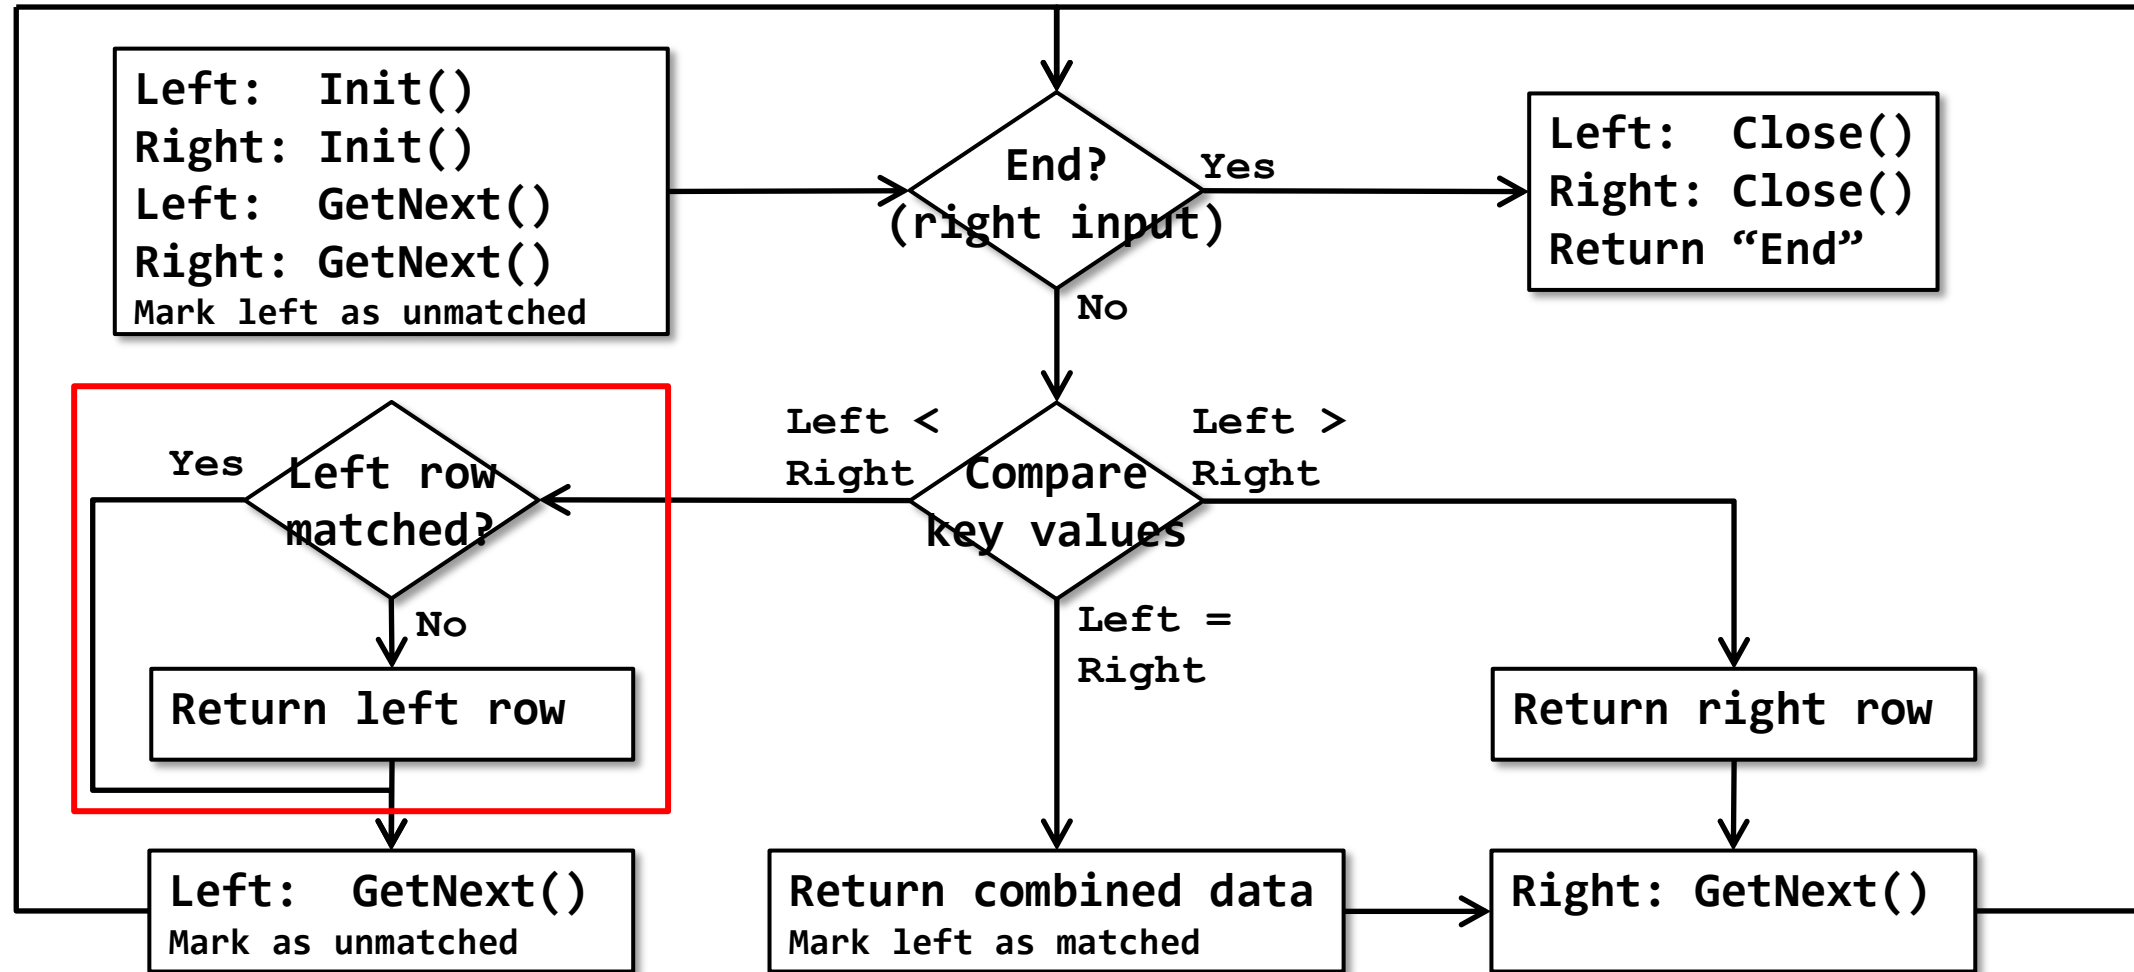 Left:  Init()
Right: Init()
Left:  GetNext()
Right: GetNext()
Mark left as unmatched
End?
(right input)
Yes
Left:  Close()
Right: Close()
Return “End”
No
Left <
Right
Left >
Right
Compare
key values
Yes
Left row
matched?
No
Left =
Right
Return left row
Return right row
Left:  GetNext()
Mark as unmatched
Return combined data
Mark left as matched
Right: GetNext()